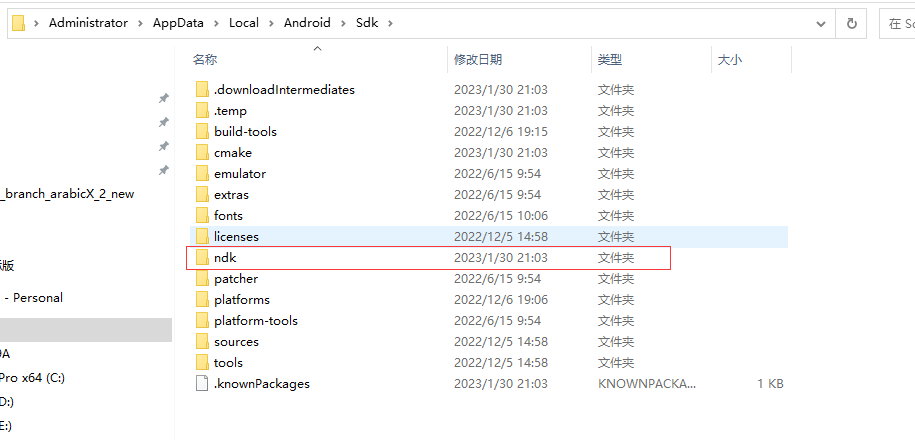 Administrator > AppData > Local > Android > Sdk >
在 Sc
名称 修改日期 类型 大小
.downloadIntermediates 2023/1/30 21:03 文件夹
.temp 2023/1/30 21:03 文件夹
build-tools 2022/12/6 19:15 文件夹
cmake 2023/1/30 21:03 文件夹
emulator 2022/6/15 9:54 文件夹
_branch_arabicX_2_new
extras 2022/6/15 9:54 文件夹
fonts 2022/6/15 10:06 文件夹
licenses 2022/12/5 14:58 文件夹
ndk 2023/1/30 21:03 文件夹
版
patcher 2022/6/15 9:54 文件夹
- Personal
platforms 2022/12/6 19:06 文件夹
platform-tools 2022/6/15 9:54 文件夹
sources 2022/12/5 14:58 文件夹
9A
tools 2022/12/5 14:58 文件夹
Pro x64 (C:)
.knownPackages 2023/1/30 21:03 KNOWNPACKA... 1 KB
D:)
E:)